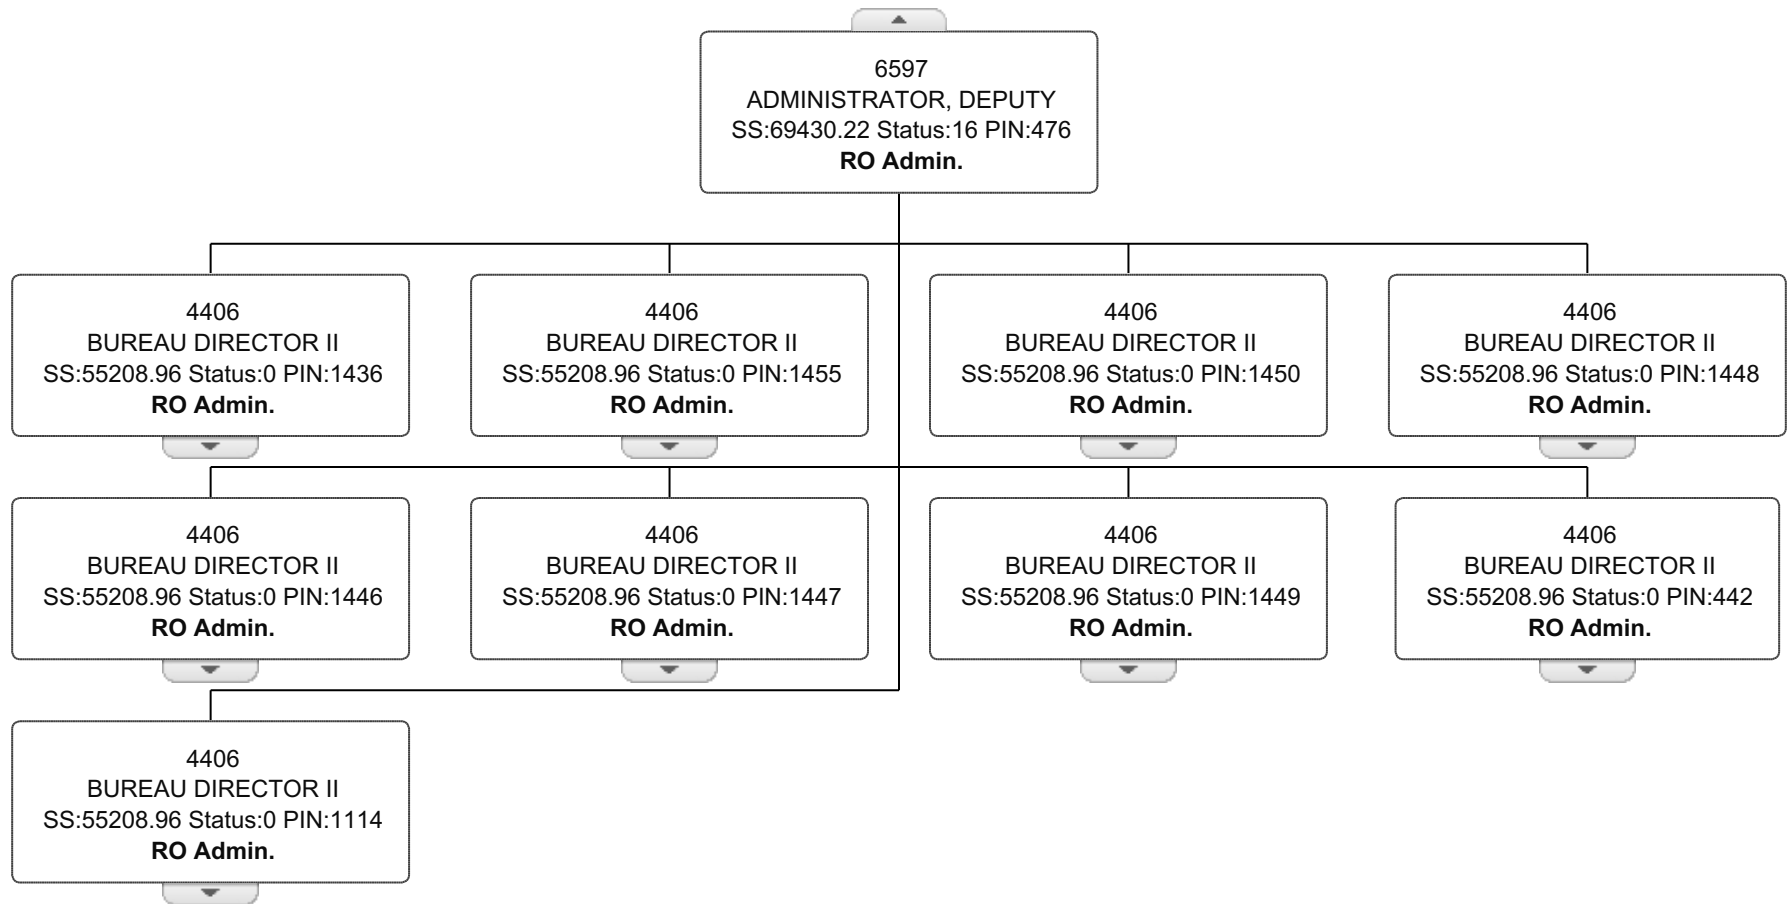 6597
ADMINISTRATOR, DEPUTY
SS:69430.22 Status:16 PIN:476
RO Admin.
4406
BUREAU DIRECTOR II
SS:55208.96 Status:0 PIN:1436
RO Admin.
4406
BUREAU DIRECTOR II
SS:55208.96 Status:0 PIN:1455
RO Admin.
4406
BUREAU DIRECTOR II
SS:55208.96 Status:0 PIN:1450
RO Admin.
4406
BUREAU DIRECTOR II
SS:55208.96 Status:0 PIN:1448
RO Admin.
4406
BUREAU DIRECTOR II
SS:55208.96 Status:0 PIN:1446
RO Admin.
4406
BUREAU DIRECTOR II
SS:55208.96 Status:0 PIN:1447
RO Admin.
4406
BUREAU DIRECTOR II
SS:55208.96 Status:0 PIN:1449
RO Admin.
4406
BUREAU DIRECTOR II
SS:55208.96 Status:0 PIN:442
RO Admin.
4406
BUREAU DIRECTOR II
SS:55208.96 Status:0 PIN:1114
RO Admin.